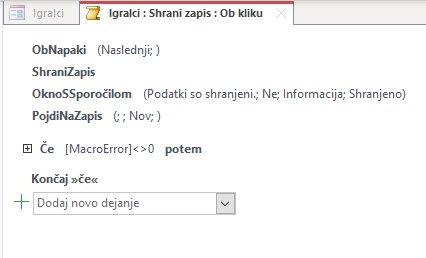 Igralci
Igralci : Shrani zapis : Ob kliku
ObNapaki (Naslednji; )
ShraniZapis
OknoSSporočilom (Podatki so shranjeni.; Ne; Informacija; Shranjeno)
PojdiNaZapis (; ; Nov; )
Če [MacroError]<>0 potem
Končaj »če«
Dodaj novo dejanje